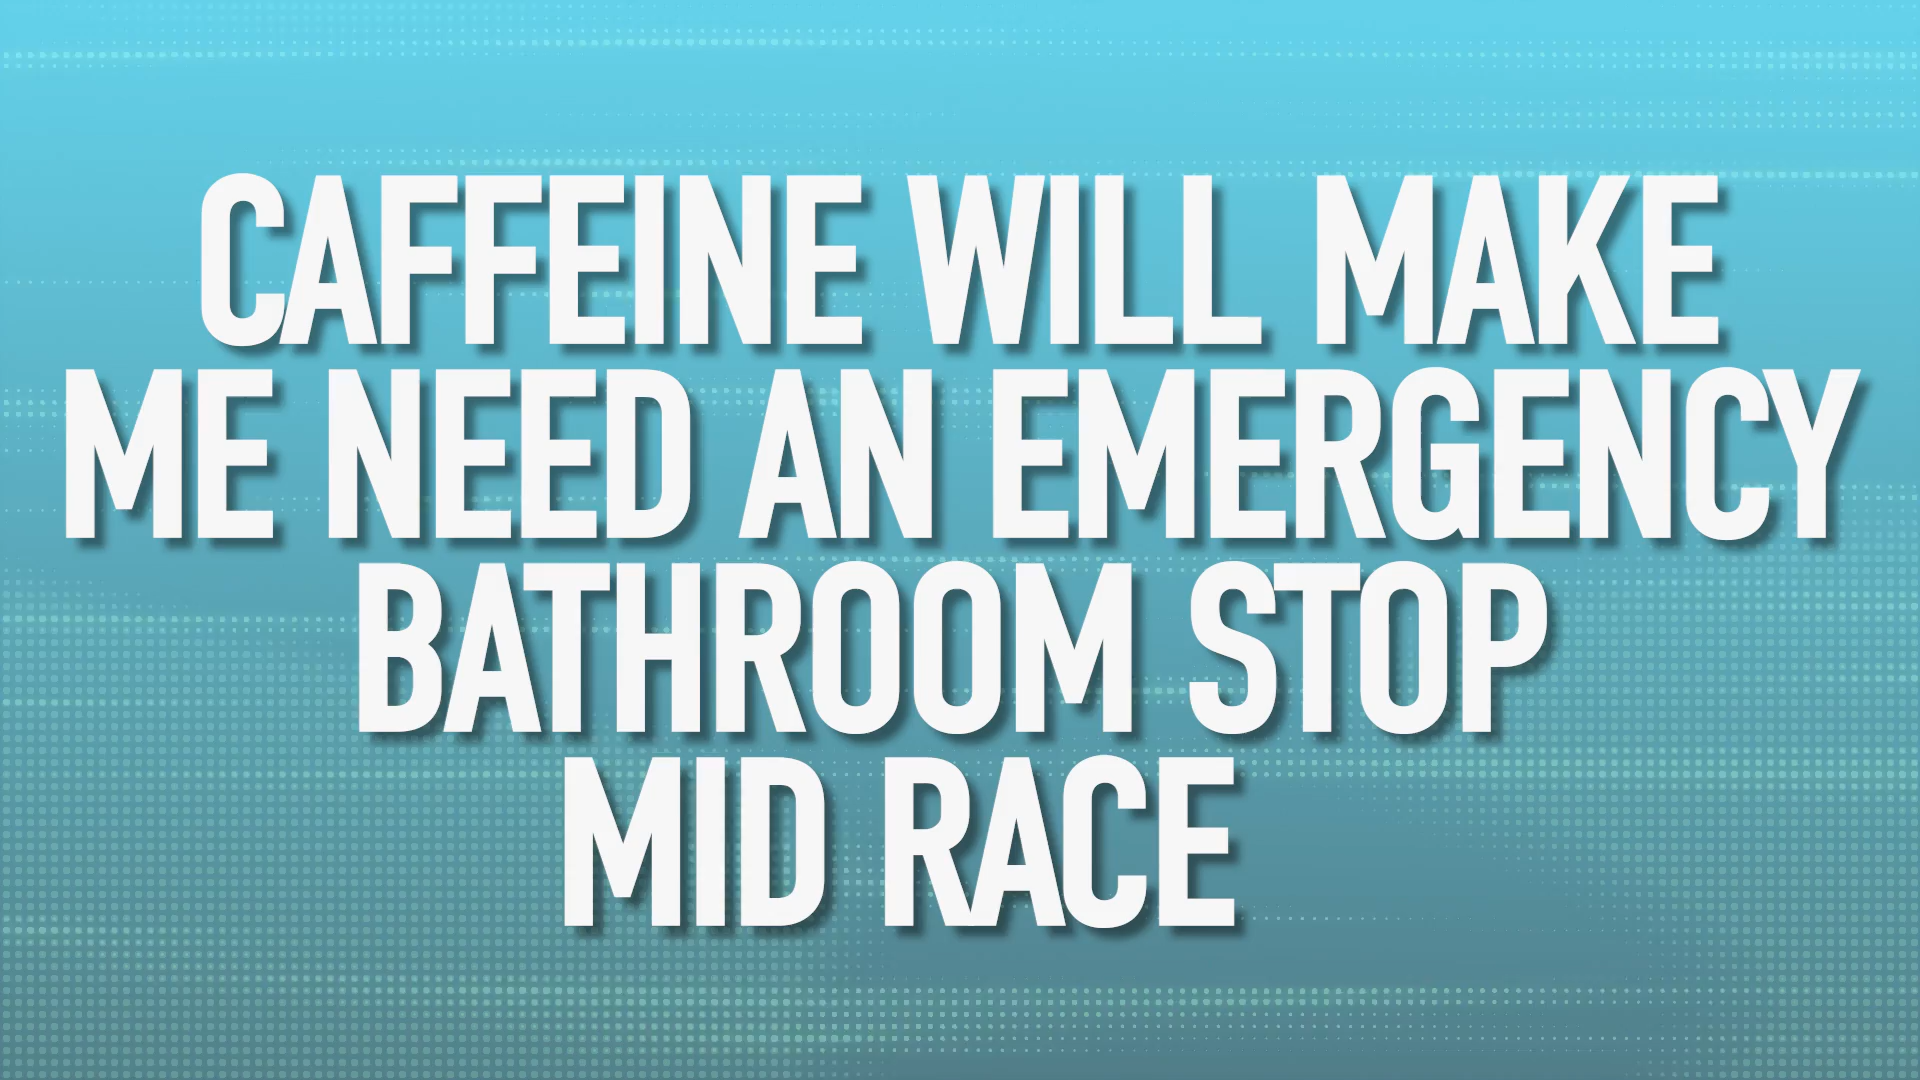 CAFFEINE WILL MAKE
ME NEED AN EMERGENCY
BATHROOM STOP
MID RACE